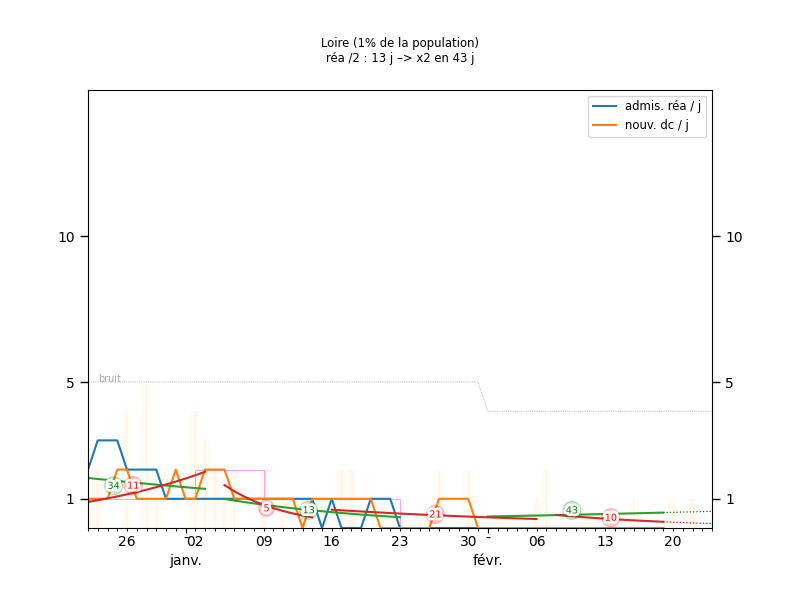 Loire (1% de la population)
réa /2 : 13 j –> x2 en 43 j
admis. réa / j
nouv. dc / j
10 10
bruit
5 5
34 11 5 13 21 43 10
1 1
26 02 09 16 23 30 06 13 20
janv. févr.